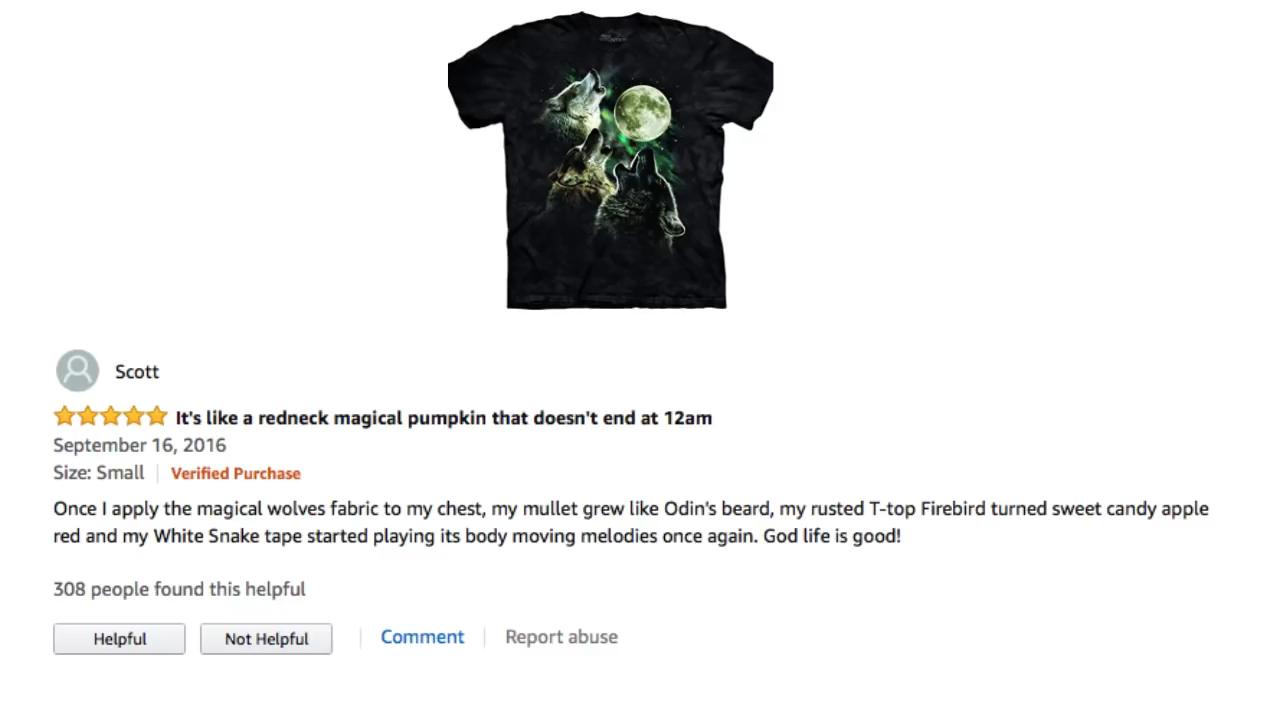 Scott
It's like a redneck magical pumpkin that doesn't end at 12am
September 16, 2016
Size: Small | Verified Purchase
Once I apply the magical wolves fabric to my chest, my mullet grew like Odin's beard, my rusted T-top Firebird turned sweet candy apple
red and my White Snake tape started playing its body moving melodies once again. God life is good!
308 people found this helpful
Helpful Not Helpful | Comment | Report abuse